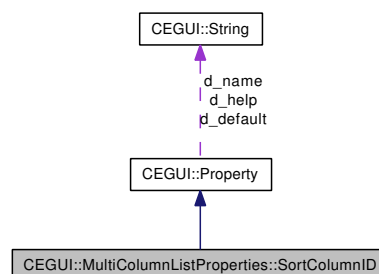 CEGUI::String
d_name
d_help
d_default
CEGUI::Property
CEGUI::MultiColumnListProperties::SortColumnID